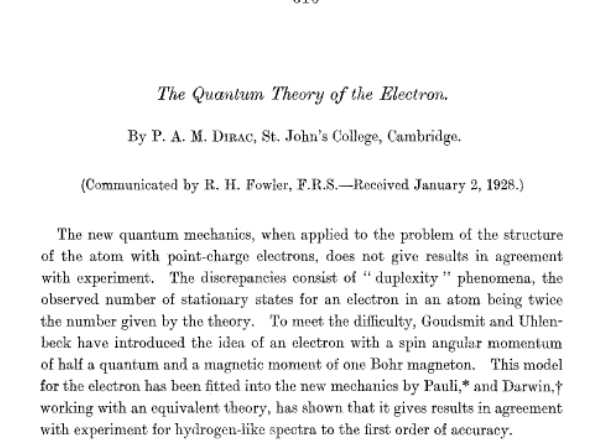 The Quantum Theory of the Electron.
By P. A. M. DIRAC, St. John's College, Cambridge.
(Communicated by R. H. Fowler, F.R.S.—Received January 2, 1928.)
The new quantum mechanics, when applied to the problem of the structure
of the atom with point-charge electrons, does not give results in agreement
with experiment. The discrepancies consist of “ duplexity ” phenomena, the
observed number of stationary states for an electron in an atom being twice
the number given by the theory. To meet the difficulty, Goudsmit and Uhlen-
beck have introduced the idea of an electron with a spin angular momentum
of half a quantum and a magnetic moment of one Bohr magneton. This model
for the electron has been fitted into the new mechanics by Pauli,* and Darwin,†
working with an equivalent theory, has shown that it gives results in agreement
with experiment for hydrogen-like spectra to the first order of accuracy.